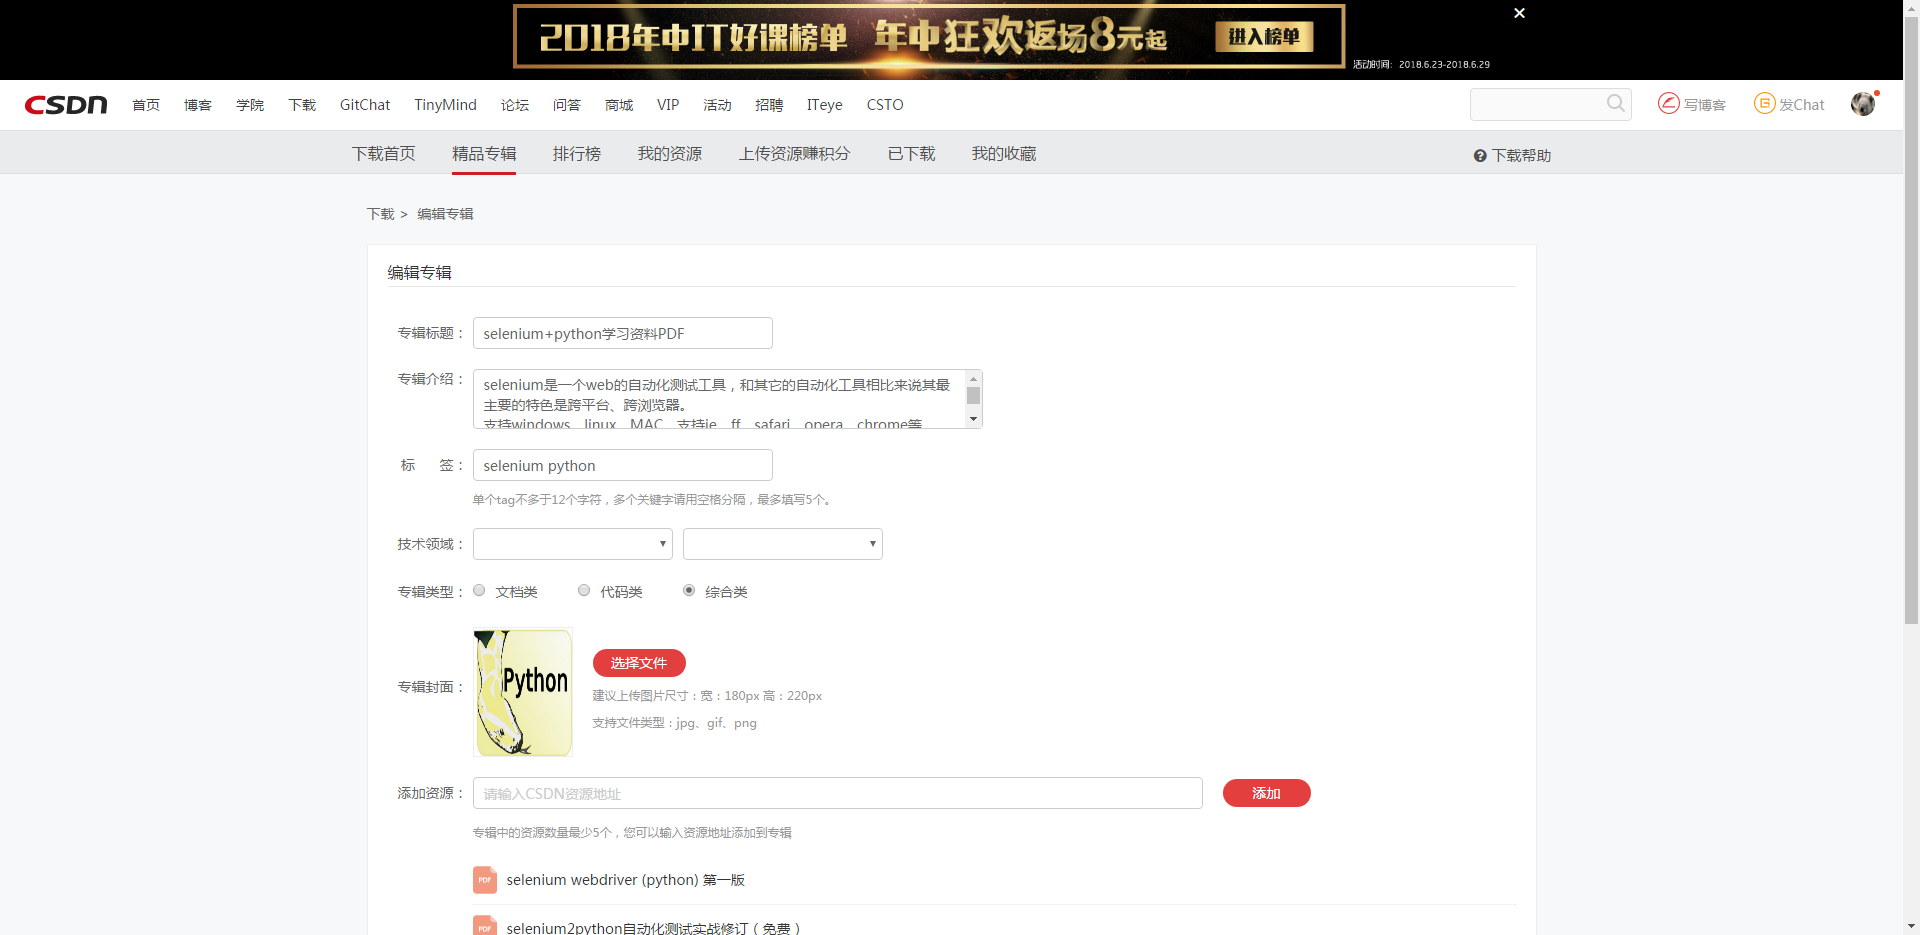 2018年中IT好课榜单 年中狂欢返场8元起 进入榜单
活动时间：2018.6.23-2018.6.29
CSDN 首页 博客 学院 下载 GitChat TinyMind 论坛 问答 商城 VIP 活动 招聘 ITeye CSTO 写博客 发Chat
下载首页 精品专辑 排行榜 我的资源 上传资源赚积分 已下载 我的收藏 下载帮助
下载 > 编辑专辑
编辑专辑
专辑标题： selenium+python学习资料PDF
专辑介绍： selenium是一个web的自动化测试工具，和其它的自动化工具相比来说其最
主要的特色是跨平台、跨浏览器。
支持windows、linux、MAC，支持ie、ff、safari、opera、chrome等
标 签： selenium python
单个tag不多于12个字符，多个关键字请用空格分隔，最多填写5个。
技术领域：
专辑类型： 文档类 代码类 综合类
专辑封面： Python 选择文件
建议上传图片尺寸：宽：180px 高：220px
支持文件类型：jpg、gif、png
添加资源： 请输入CSDN资源地址 添加
专辑中的资源数量最少5个，您可以输入资源地址添加到专辑
PDF selenium webdriver (python) 第一版
PDF selenium2python自动化测试实战修订（免费）